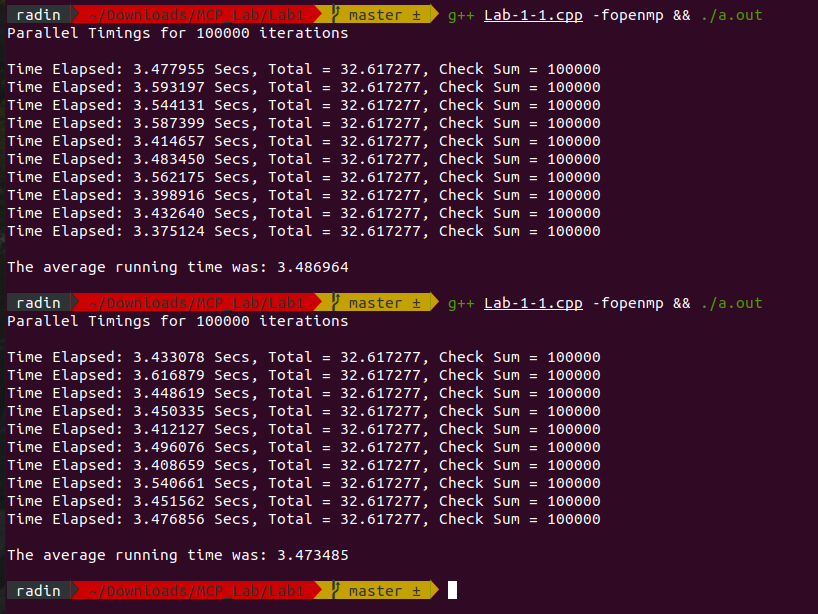 radin ~/Downloads/MCP_Lab/Lab1 master ± g++ Lab-1-1.cpp -fopenmp && ./a.out
Parallel Timings for 100000 iterations
Time Elapsed: 3.477955 Secs, Total = 32.617277, Check Sum = 100000
Time Elapsed: 3.593197 Secs, Total = 32.617277, Check Sum = 100000
Time Elapsed: 3.544131 Secs, Total = 32.617277, Check Sum = 100000
Time Elapsed: 3.587399 Secs, Total = 32.617277, Check Sum = 100000
Time Elapsed: 3.414657 Secs, Total = 32.617277, Check Sum = 100000
Time Elapsed: 3.483450 Secs, Total = 32.617277, Check Sum = 100000
Time Elapsed: 3.562175 Secs, Total = 32.617277, Check Sum = 100000
Time Elapsed: 3.398916 Secs, Total = 32.617277, Check Sum = 100000
Time Elapsed: 3.432640 Secs, Total = 32.617277, Check Sum = 100000
Time Elapsed: 3.375124 Secs, Total = 32.617277, Check Sum = 100000
The average running time was: 3.486964
radin ~/Downloads/MCP_Lab/Lab1 master ± g++ Lab-1-1.cpp -fopenmp && ./a.out
Parallel Timings for 100000 iterations
Time Elapsed: 3.433078 Secs, Total = 32.617277, Check Sum = 100000
Time Elapsed: 3.616879 Secs, Total = 32.617277, Check Sum = 100000
Time Elapsed: 3.448619 Secs, Total = 32.617277, Check Sum = 100000
Time Elapsed: 3.450335 Secs, Total = 32.617277, Check Sum = 100000
Time Elapsed: 3.412127 Secs, Total = 32.617277, Check Sum = 100000
Time Elapsed: 3.496076 Secs, Total = 32.617277, Check Sum = 100000
Time Elapsed: 3.408659 Secs, Total = 32.617277, Check Sum = 100000
Time Elapsed: 3.540661 Secs, Total = 32.617277, Check Sum = 100000
Time Elapsed: 3.451562 Secs, Total = 32.617277, Check Sum = 100000
Time Elapsed: 3.476856 Secs, Total = 32.617277, Check Sum = 100000
The average running time was: 3.473485
radin ~/Downloads/MCP_Lab/Lab1 master ±